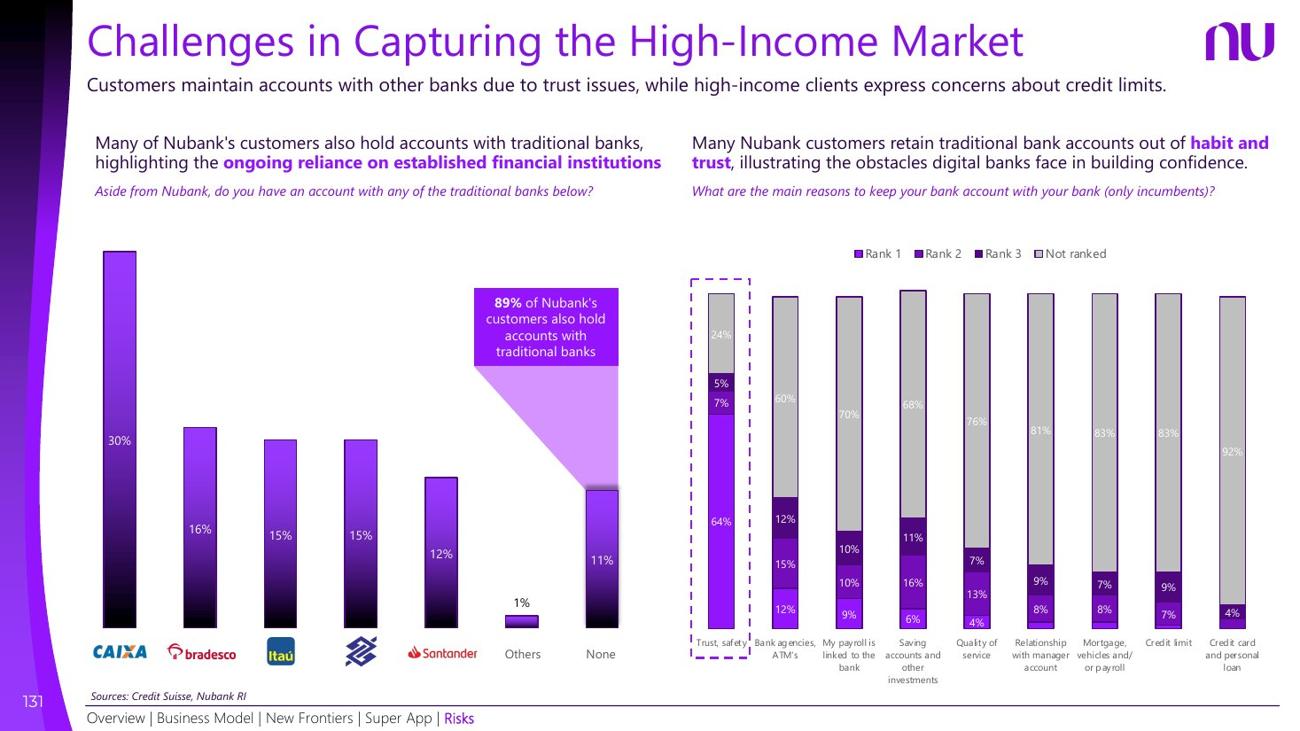 Challenges in Capturing the High-Income Market
nu
Customers maintain accounts with other banks due to trust issues, while high-income clients express concerns about credit limits.
Many of Nubank's customers also hold accounts with traditional banks,
highlighting the ongoing reliance on established financial institutions
Aside from Nubank, do you have an account with any of the traditional banks below?
89% of Nubank's
customers also hold
accounts with
traditional banks
30%
16%
15%
15%
12%
1%
11%
CAIXA
bradesco
Itaú
Santander
Others
None
Many Nubank customers retain traditional bank accounts out of habit and
trust, illustrating the obstacles digital banks face in building confidence.
What are the main reasons to keep your bank account with your bank (only incumbents)?
Rank 1 Rank 2 Rank 3 Not ranked
24%
5%
7%
64%
60%
12%
15%
12%
70%
10%
10%
9%
68%
11%
16%
6%
76%
7%
13%
4%
81%
9%
8%
83%
7%
8%
83%
9%
7%
92%
4%
Trust, safety
Bank agencies,
ATM's
My payroll is
linked to the
bank
Saving
accounts and
other
investments
Quality of
service
Relationship
with manager
account
Mortgage,
vehicles and/
or payroll
Credit limit
Credit card
and personal
loan
Sources: Credit Suisse, Nubank RI
131
Overview | Business Model | New Frontiers | Super App | Risks